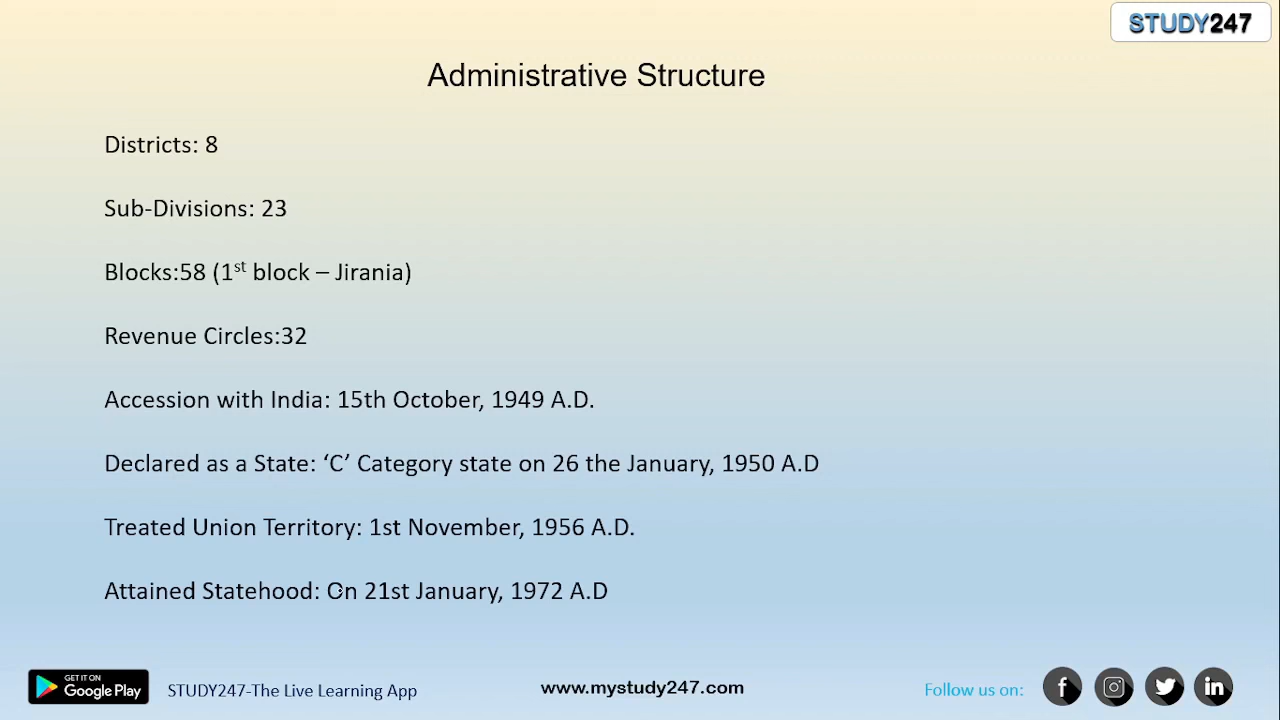 STUDY247
Administrative Structure
Districts: 8
Sub-Divisions: 23
Blocks:58 (1st block – Jirania)
Revenue Circles:32
Accession with India: 15th October, 1949 A.D.
Declared as a State: ‘C’ Category state on 26 the January, 1950 A.D
Treated Union Territory: 1st November, 1956 A.D.
Attained Statehood: On 21st January, 1972 A.D
GET IT ON
Google Play
STUDY247-The Live Learning App
www.mystudy247.com
Follow us on: